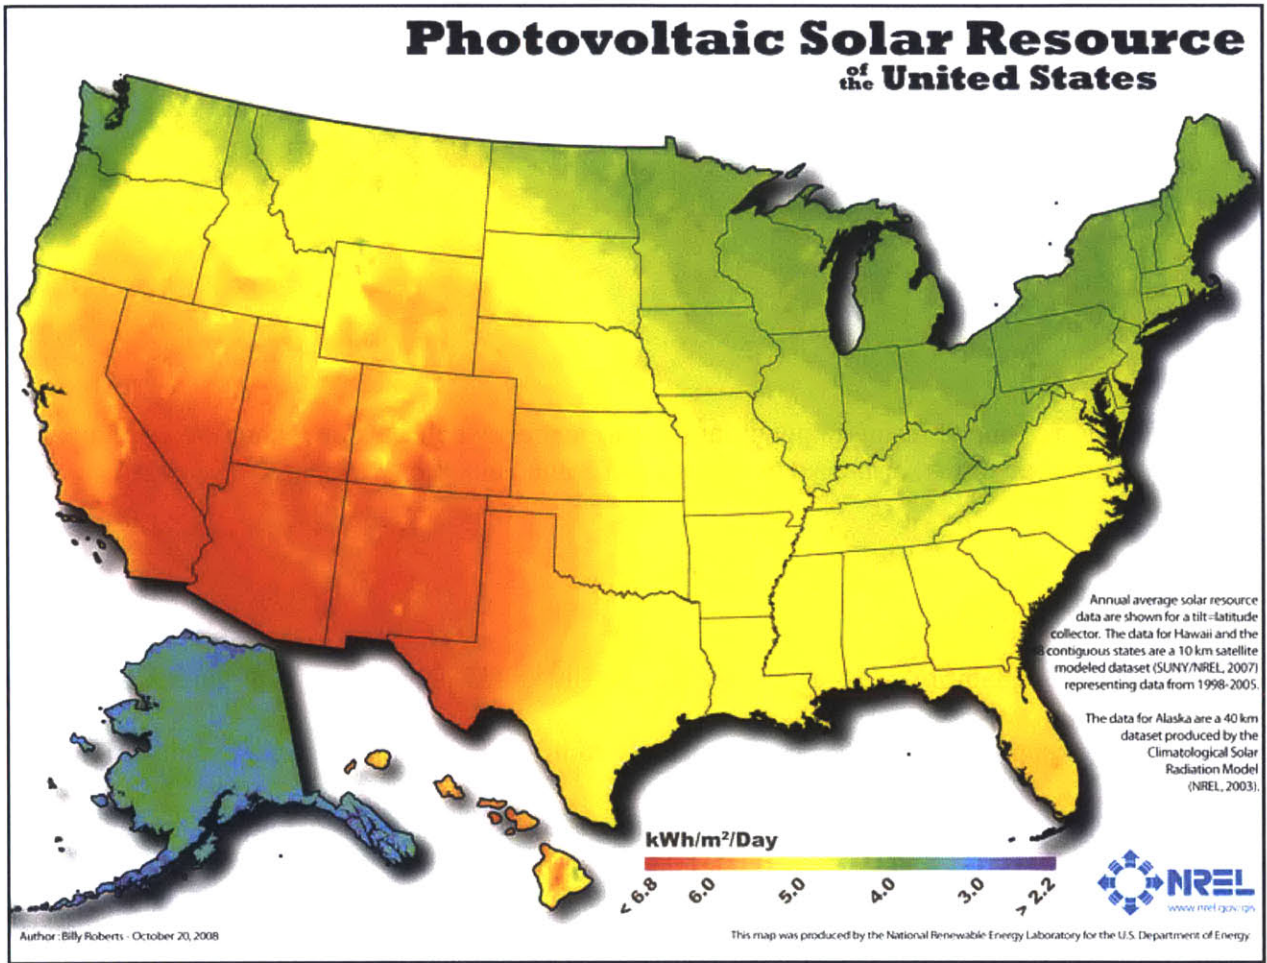 Photovoltaic Solar Resource
of the United States
Annual average solar resource
data are shown for a tilt=latitude
collector. The data for Hawaii and the
48 contiguous states are a 10 km satellite
modeled dataset (SUNY/NREL, 2007)
representing data from 1998-2005.
The data for Alaska are a 40 km
dataset produced by the
Climatological Solar
Radiation Model
(NREL, 2003).
kWh/m²/Day
< 6.8 6.0 5.0 4.0 3.0 > 2.2
NREL
www.nrel.gov/gis
Author : Billy Roberts - October 20, 2008
This map was produced by the National Renewable Energy Laboratory for the U.S. Department of Energy.